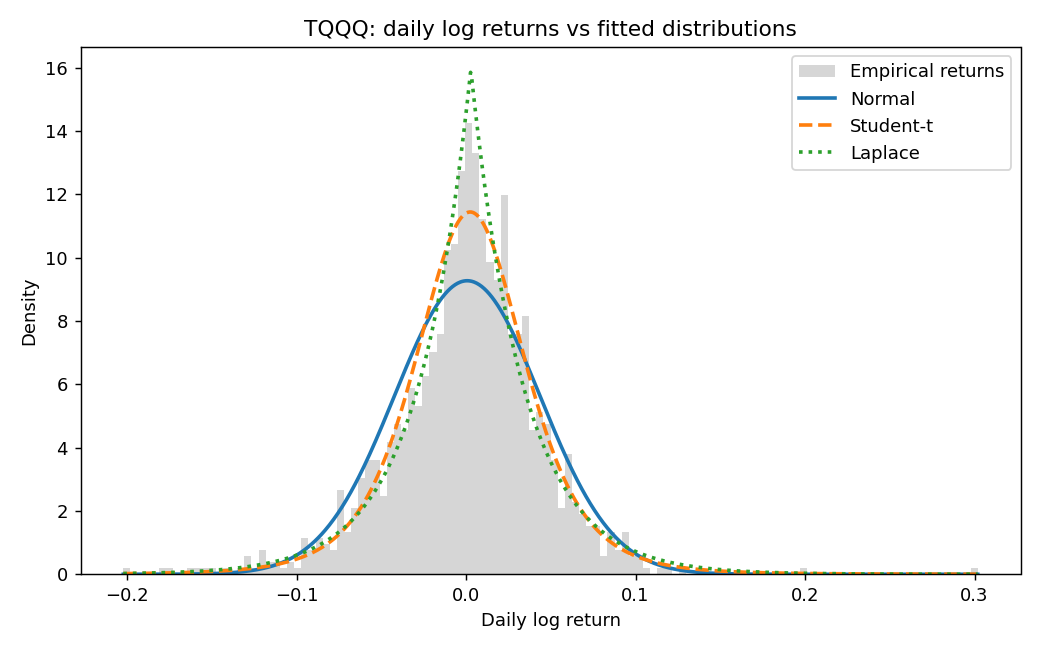 TQQQ: daily log returns vs fitted distributions
Empirical returns
Normal
Student-t
Laplace
Density
16
14
12
10
8
6
4
2
0
−0.2
−0.1
0.0
0.1
0.2
0.3
Daily log return